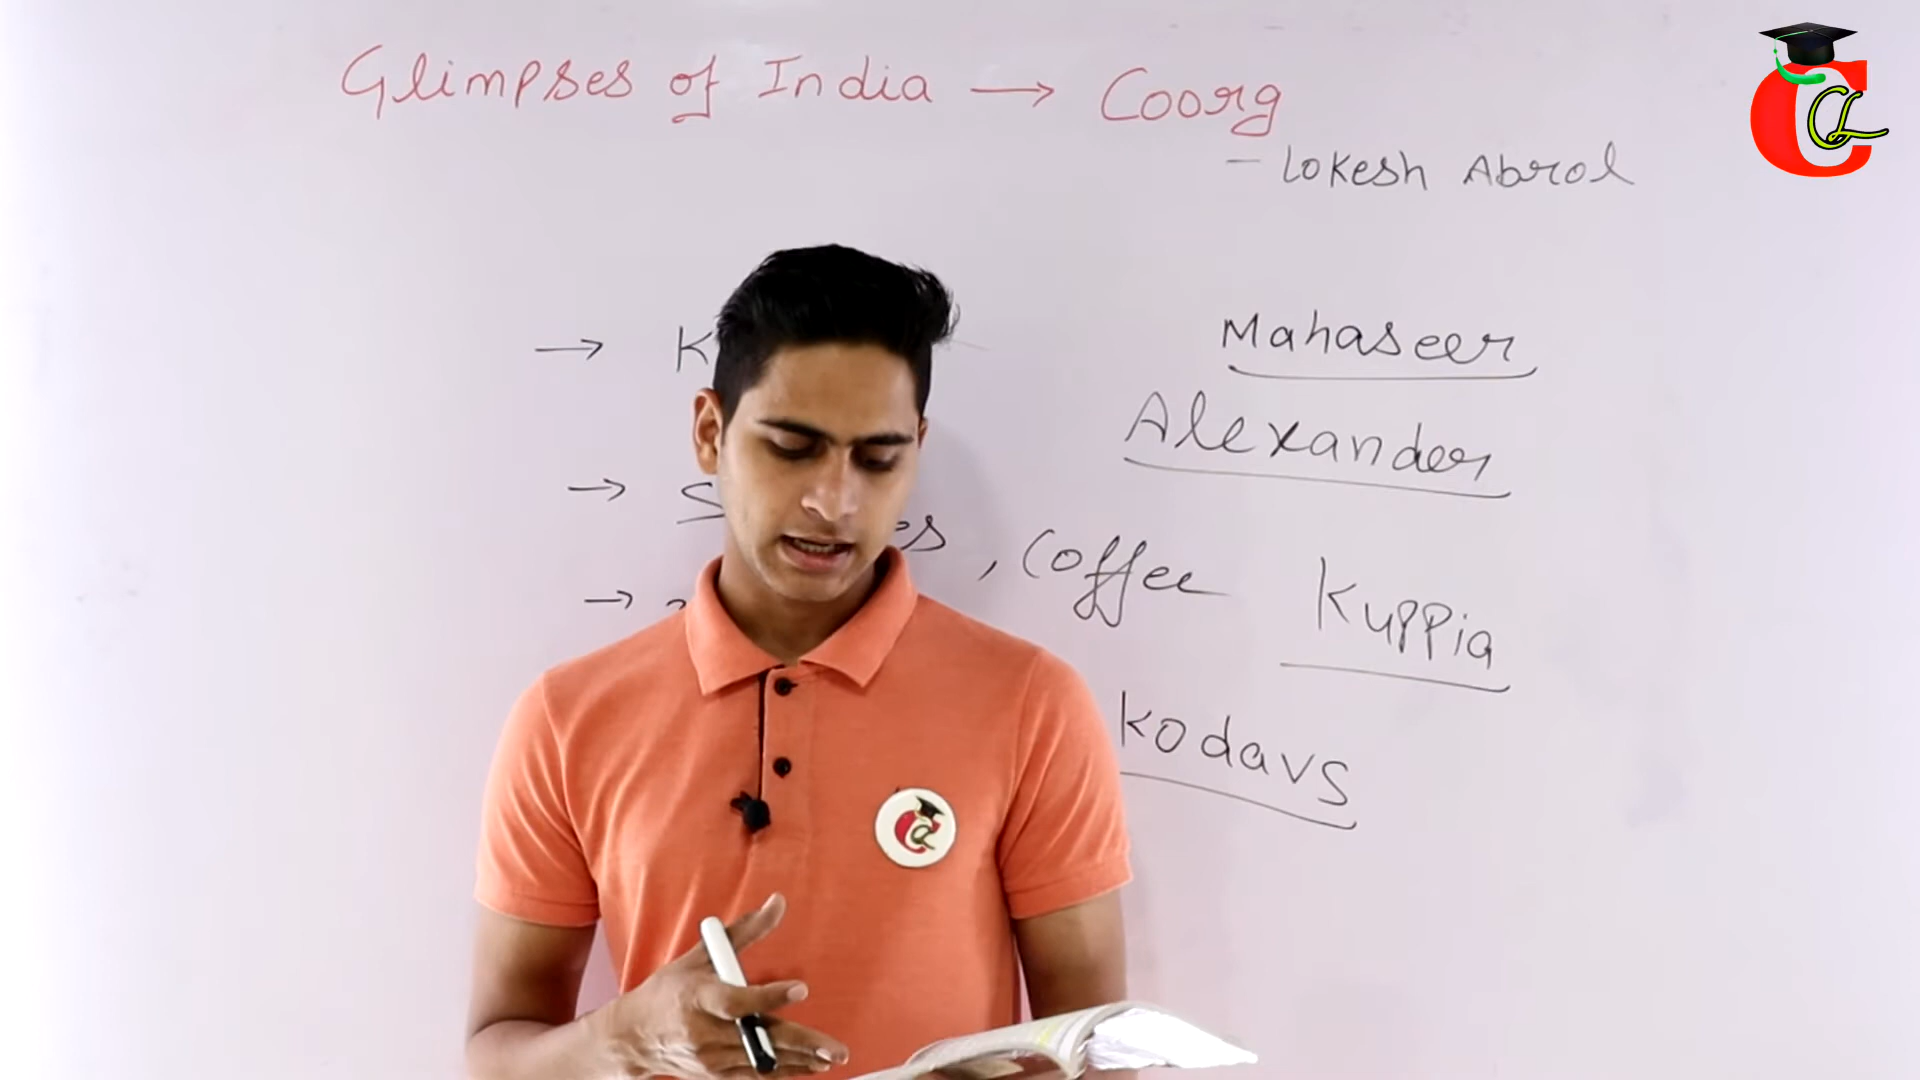 Glimpses of India → Coorg
- Lokesh Abrol
→
Mahaseer
Alexander
→ , Coffee
Kuppia
→
Kodavs